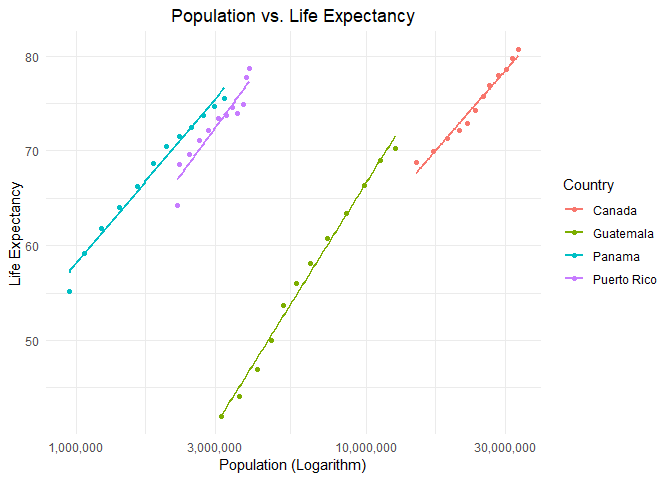 Population vs. Life Expectancy
80
70
60
50
Life Expectancy
1,000,000
3,000,000
10,000,000
30,000,000
Population (Logarithm)
Country
Canada
Guatemala
Panama
Puerto Rico